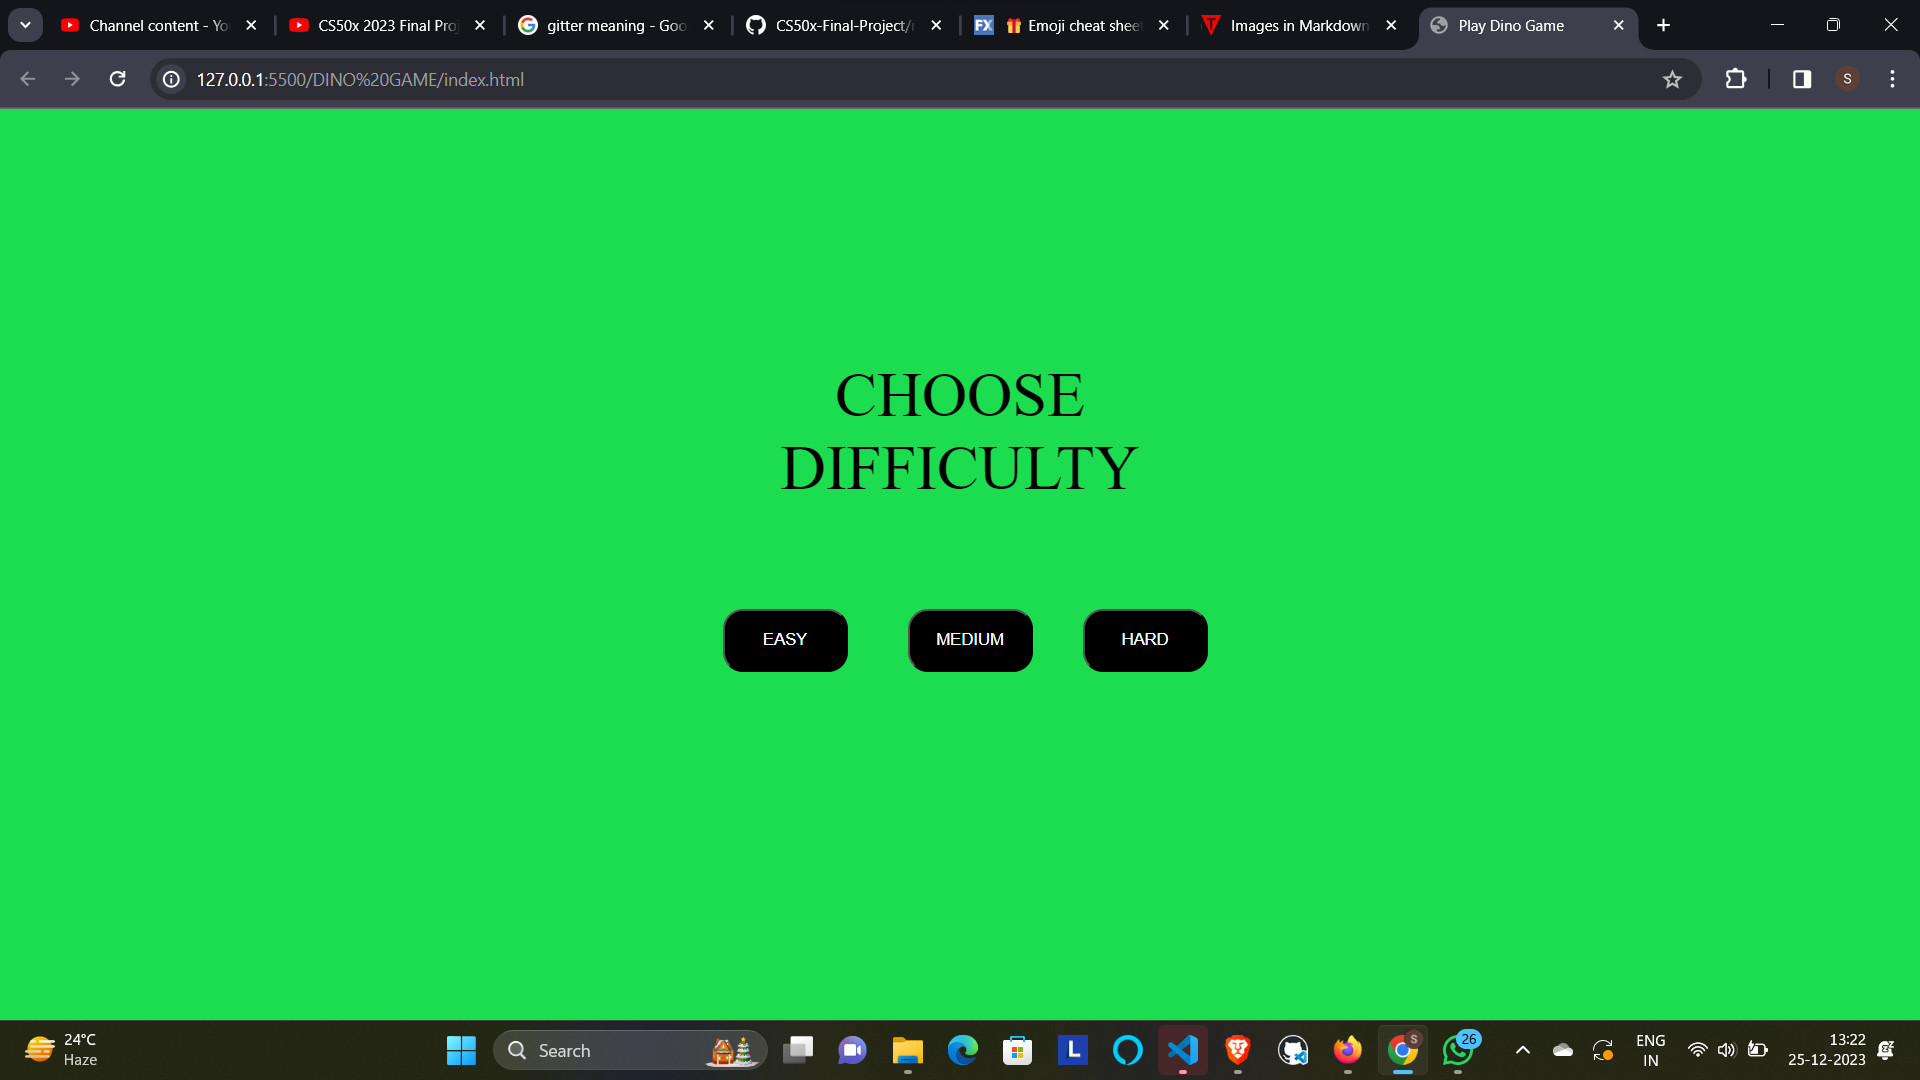 Channel content - Yo
CS50x 2023 Final Pro
gitter meaning - Goo
CS50x-Final-Project/r
FX
Emoji cheat sheet
Images in Markdown
Play Dino Game
127.0.0.1:5500/DINO%20GAME/index.html
S
CHOOSE
DIFFICULTY
EASY
MEDIUM
HARD
24°C
Haze
Search
L
S
26
ENG
IN
13:22
25-12-2023